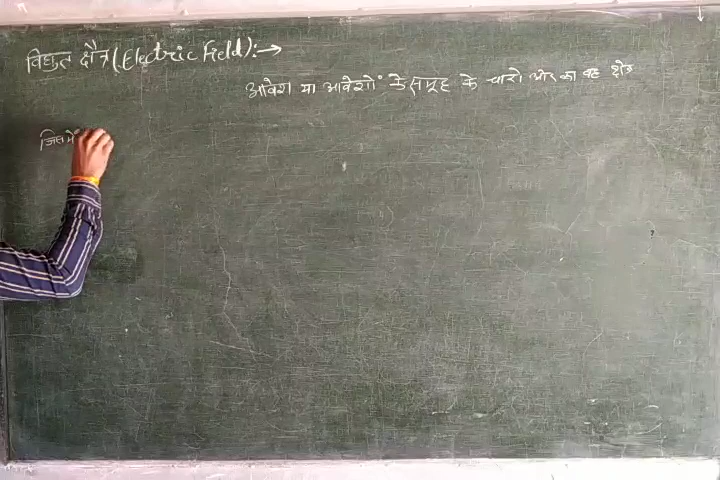 विद्युत क्षेत्र (Electric Field):→
आवेश या आवेशों के समूह के चारो ओर का वह क्षेत्र
जिसमें